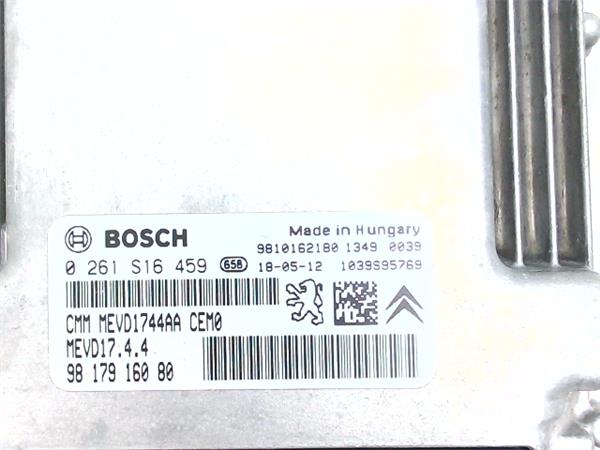 BOSCH
Made in Hungary
9810162180 1349 0039
0 261 S16 459 65B 18-05-12 1039S95769
CMM MEVD1744AA CEM0
MEVD17.4.4
98 179 160 80